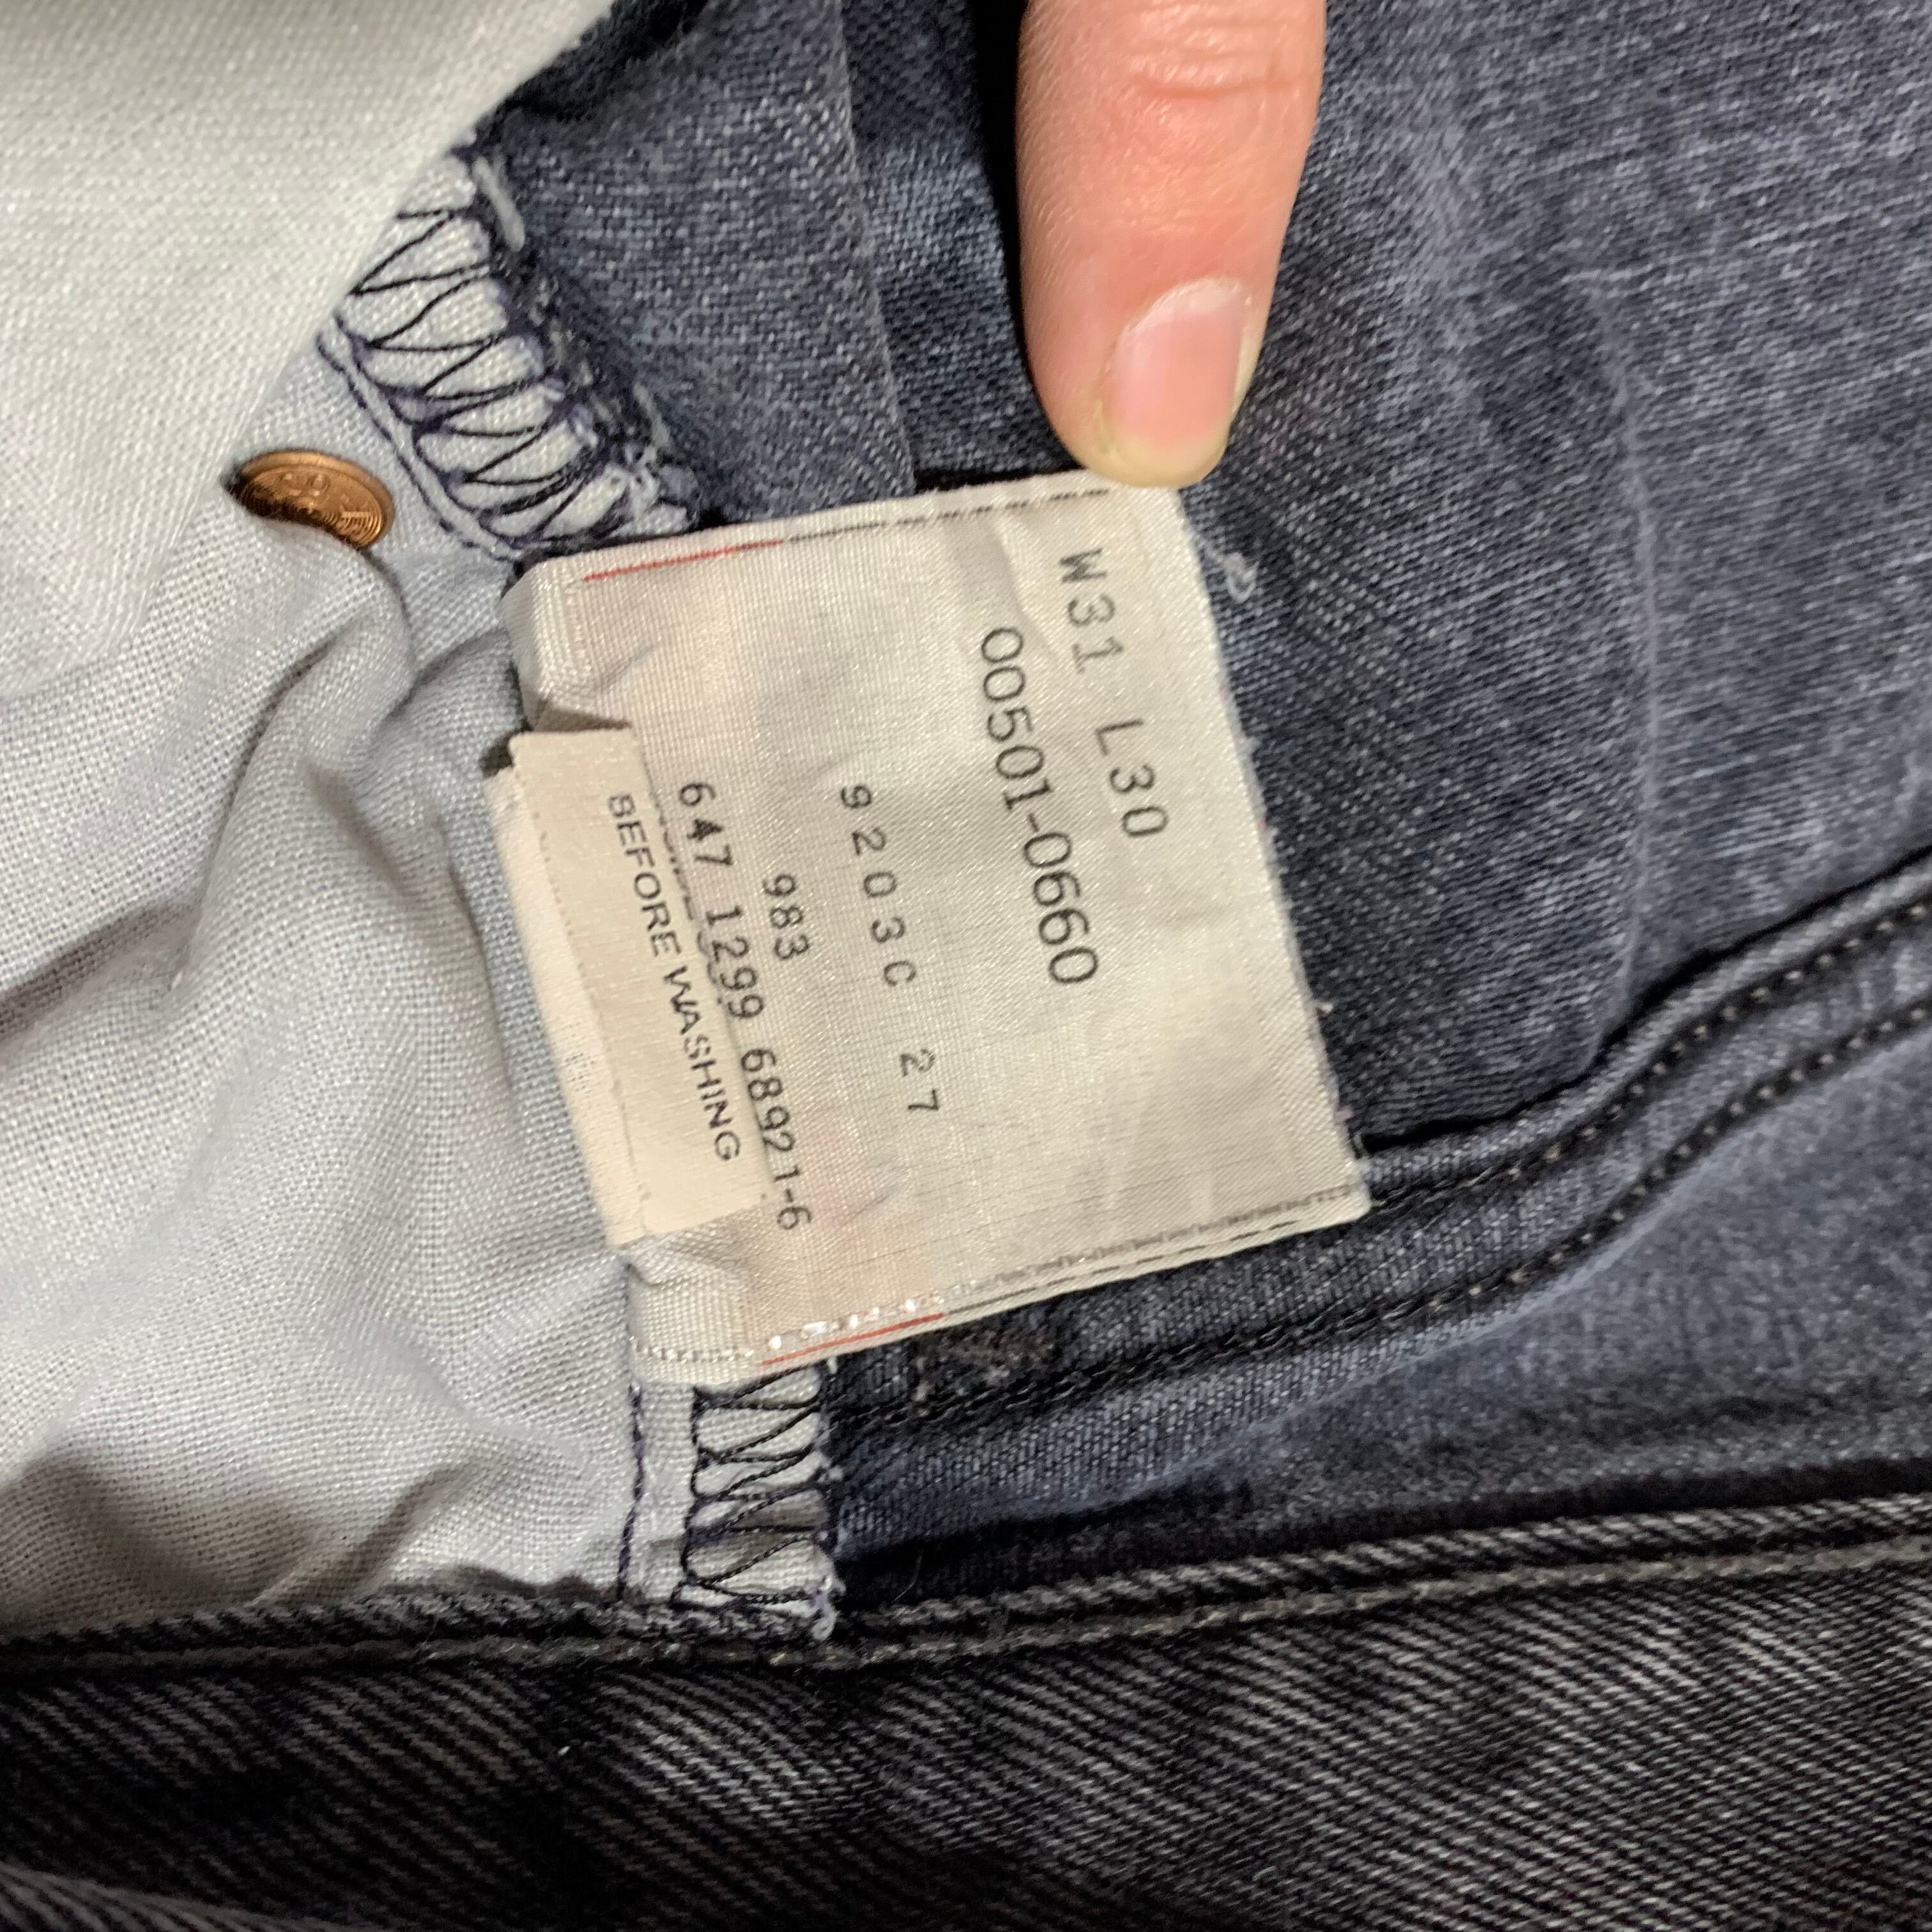 W31 L30
00501-0660
9203C 27
983
647 1299 68921-6
BEFORE WASHING